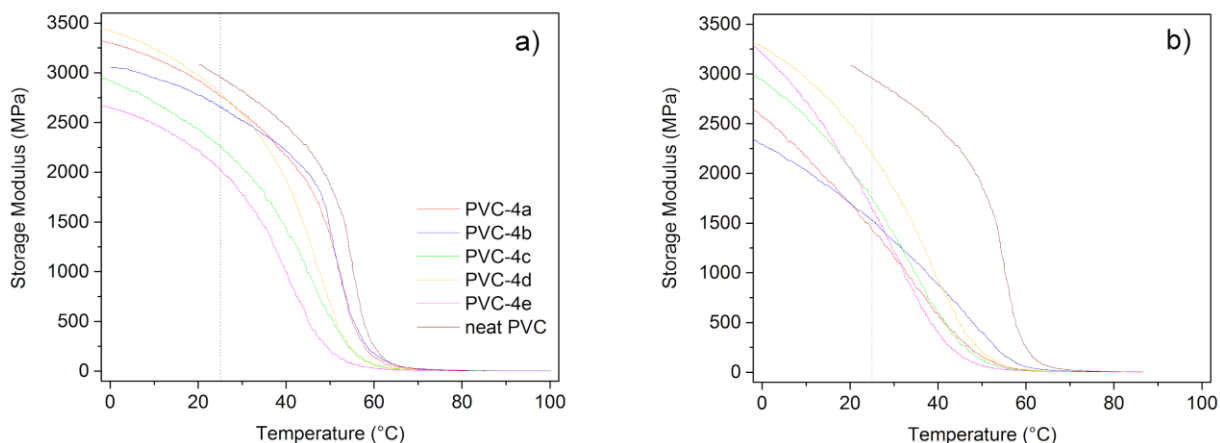 a)
3500
3000
2500
2000
1500
1000
500
0
Storage Modulus (MPa)
PVC-4a
PVC-4b
PVC-4c
PVC-4d
PVC-4e
neat PVC
0 20 40 60 80 100
Temperature (°C)
b)
3500
3000
2500
2000
1500
1000
500
0
Storage Modulus (MPa)
0 20 40 60 80 100
Temperature (°C)